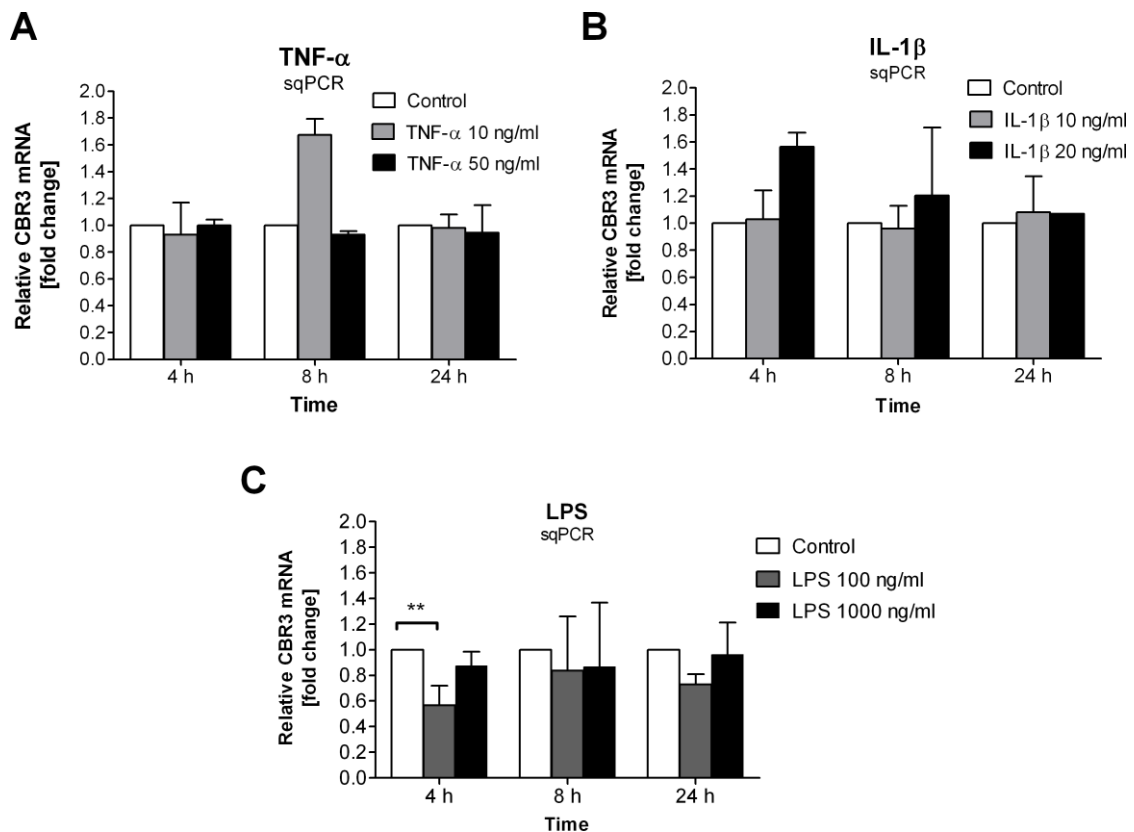 A
TNF-α
sqPCR
Relative CBR3 mRNA
[fold change]
2.0
1.8
1.6
1.4
1.2
1.0
0.8
0.6
0.4
0.2
0.0
Control
TNF-α 10 ng/ml
TNF-α 50 ng/ml
4 h 8 h 24 h
Time
B
IL-1β
sqPCR
Relative CBR3 mRNA
[fold change]
2.0
1.8
1.6
1.4
1.2
1.0
0.8
0.6
0.4
0.2
0.0
Control
IL-1β 10 ng/ml
IL-1β 20 ng/ml
4 h 8 h 24 h
Time
C
LPS
sqPCR
Relative CBR3 mRNA
[fold change]
2.0
1.8
1.6
1.4
1.2
1.0
0.8
0.6
0.4
0.2
0.0
**
Control
LPS 100 ng/ml
LPS 1000 ng/ml
4 h 8 h 24 h
Time